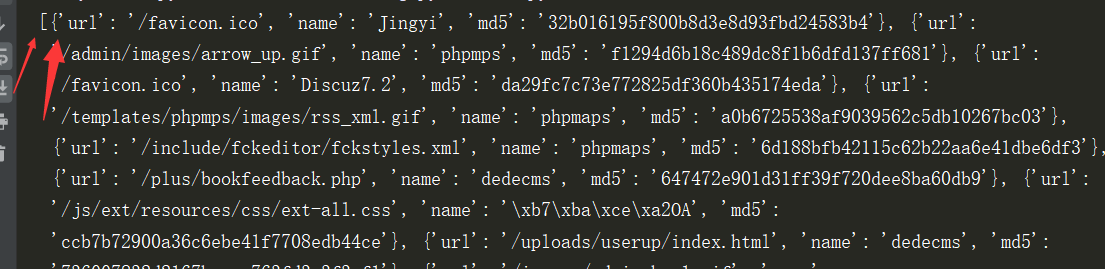 [{'url': '/favicon.ico', 'name': 'Jingyi', 'md5': '32b016195f800b8d3e8d93fbd24583b4'}, {'url':
'/admin/images/arrow_up.gif', 'name': 'phpmps', 'md5': 'f1294d6b18c489dc8f1b6dfd137ff681'}, {'url':
'/favicon.ico', 'name': 'Discuz7.2', 'md5': 'da29fc7c73e772825df360b435174eda'}, {'url':
'/templates/phpmps/images/rss_xml.gif', 'name': 'phpmaps', 'md5': 'a0b6725538af9039562c5db10267bc03'},
{'url': '/include/fckeditor/fckstyles.xml', 'name': 'phpmaps', 'md5': '6d188bfb42115c62b22aa6e41dbe6df3'},
{'url': '/plus/bookfeedback.php', 'name': 'dedecms', 'md5': '647472e901d31ff39f720dee8ba60db9'}, {'url':
'/js/ext/resources/css/ext-all.css', 'name': '\xb7\xba\xce\xa2OA', 'md5':
'ccb7b72900a36c6ebe41f7708edb44ce'}, {'url': '/uploads/userup/index.html', 'name': 'dedecms', 'md5':